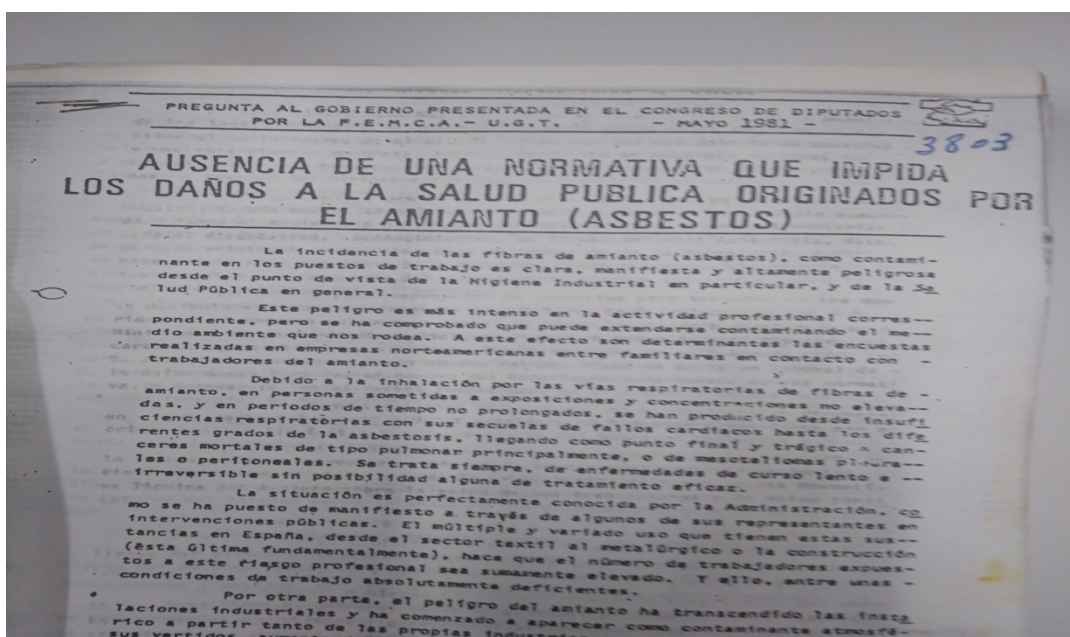 PREGUNTA AL GOBIERNO PRESENTADA EN EL CONGRESO DE DIPUTADOS
POR LA F.E.M.C.A.- U.G.T. - MAYO 1981 -
3803
AUSENCIA DE UNA NORMATIVA QUE IMPIDA
LOS DAÑOS A LA SALUD PUBLICA ORIGINADOS POR
EL AMIANTO (ASBESTOS)
La incidencia de las fibras de amianto (asbestos), como contami-
nante en los puestos de trabajo es clara, manifiesta y altamente peligrosa
desde el punto de vista de la Higiene Industrial en particular, y de la Sa
lud Pública en general.
Este peligro es más intenso en la actividad profesional corres--
pondiente, pero se ha comprobado que puede extenderse contaminando el me--
dio ambiente que nos rodea. A este efecto son determinantes las encuestas
realizadas en empresas norteamericanas entre familiares en contacto con -
trabajadores del amianto.
Debido a la inhalación por las vías respiratorias de fibras de -
amianto, en personas sometidas a exposiciones y concentraciones no eleva--
das, y en periodos de tiempo no prolongados, se han producido desde insufi
ciencias respiratorias con sus secuelas de fallos cardíacos hasta los dife
rentes grados de la asbestosis, llegando como punto final y trágico a can-
ceres mortales de tipo pulmonar principalmente, o de mesoteliomas pleura--
les o peritoneales. Se trata siempre, de enfermedades de curso lento e --
irreversible sin posibilidad alguna de tratamiento eficaz.
La situación es perfectamente conocida por la Administración, co
mo se ha puesto de manifiesto a través de algunos de sus representantes en
intervenciones públicas. El múltiple y variado uso que tienen estas sus--
tancias en España, desde el sector textil al metalúrgico o la construcción
(ésta última fundamentalmente), hace que el número de trabajadores expues-
tos a este riesgo profesional sea sumamente elevado. Y ello, entre unas -
condiciones de trabajo absolutamente deficientes.
Por otra parte, el peligro del amianto ha transcendido las insta
laciones industriales y ha comenzado a aparecer como contaminante atmosfé-
rico a partir tanto de las propias
sus vertidos